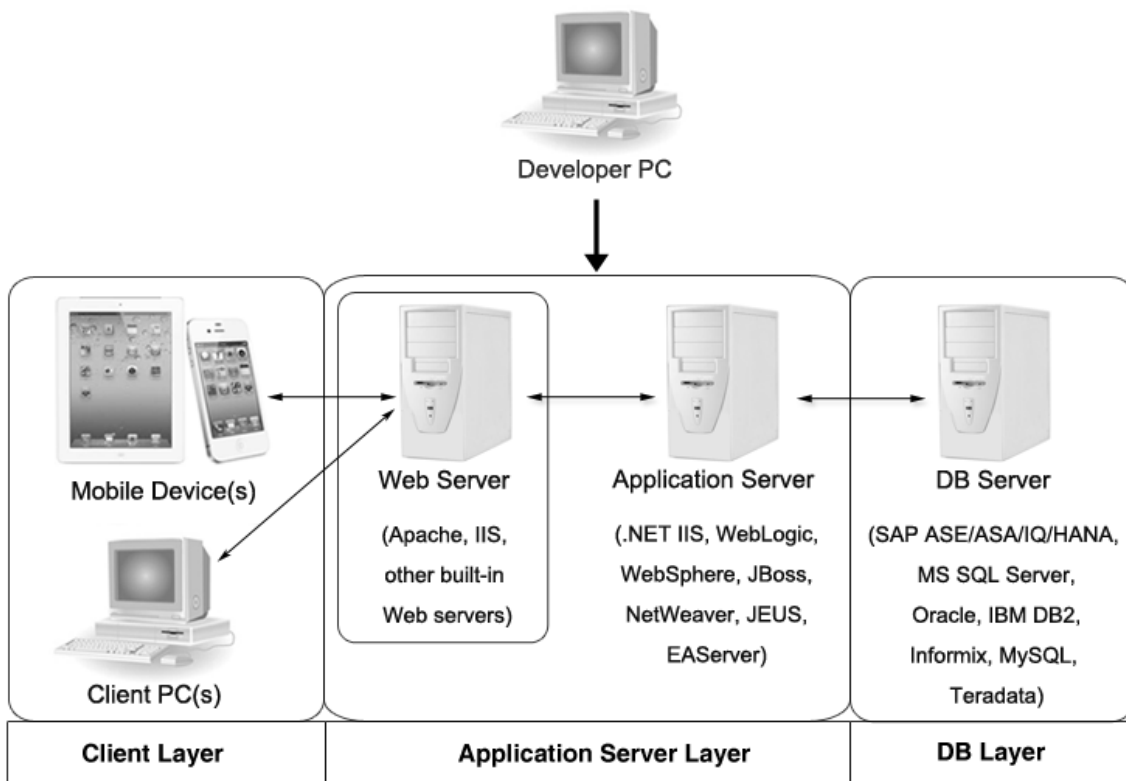 Developer PC
Mobile Device(s)
Client PC(s)
Web Server
(Apache, IIS,
other built-in
Web servers)
Application Server
(.NET IIS, WebLogic,
WebSphere, JBoss,
NetWeaver, JEUS,
EAServer)
DB Server
(SAP ASE/ASA/IQ/HANA,
MS SQL Server,
Oracle, IBM DB2,
Informix, MySQL,
Teradata)
Client Layer
Application Server Layer
DB Layer